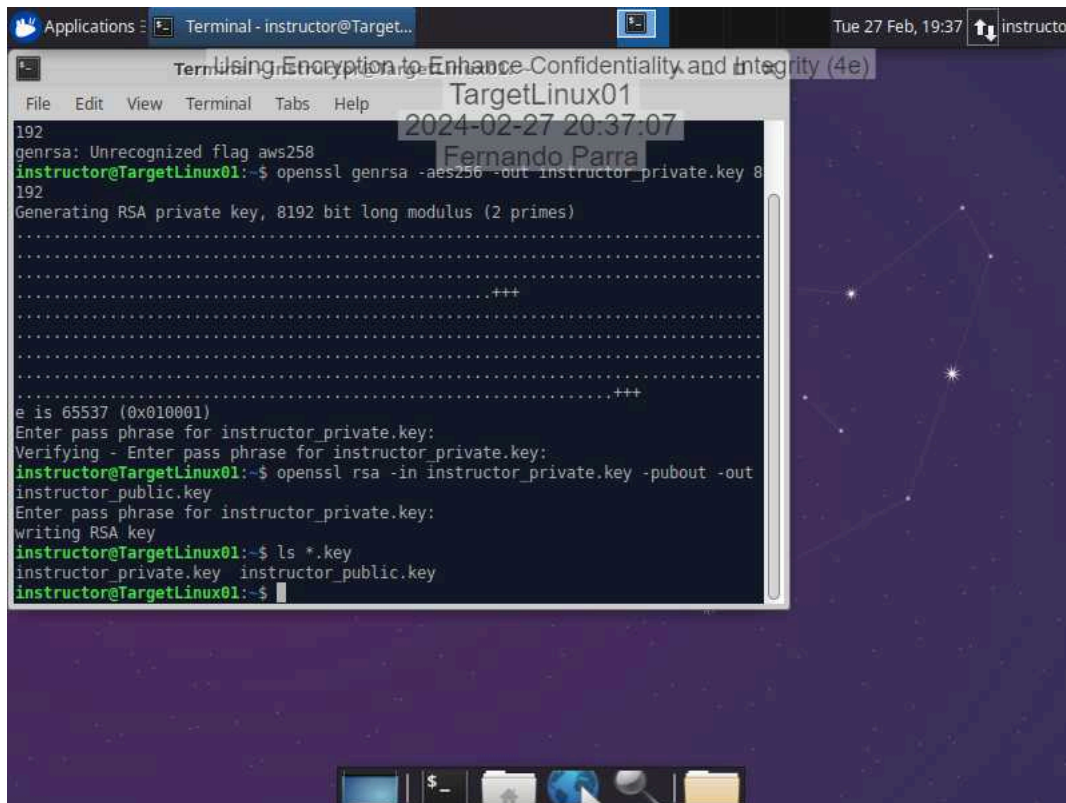 Applications
Terminal - instructor@Target...
Tue 27 Feb, 19:37
instructo
Using Encryption to Enhance Confidentiality and Integrity (4e)
TargetLinux01
2024-02-27 20:37:07
Fernando Parra
File Edit View Terminal Tabs Help
192
genrsa: Unrecognized flag aws258
instructor@TargetLinux01:~$ openssl genrsa -aes256 -out instructor_private.key 8
192
Generating RSA private key, 8192 bit long modulus (2 primes)
...............................................................................
...............................................................................
...............................................................................
..................................................+++
...............................................................................
...............................................................................
...............................................................................
...............................................................................
...............................................................+++
e is 65537 (0x010001)
Enter pass phrase for instructor_private.key:
Verifying - Enter pass phrase for instructor_private.key:
instructor@TargetLinux01:~$ openssl rsa -in instructor_private.key -pubout -out
instructor_public.key
Enter pass phrase for instructor_private.key:
writing RSA key
instructor@TargetLinux01:~$ ls *.key
instructor_private.key  instructor_public.key
instructor@TargetLinux01:~$
$_